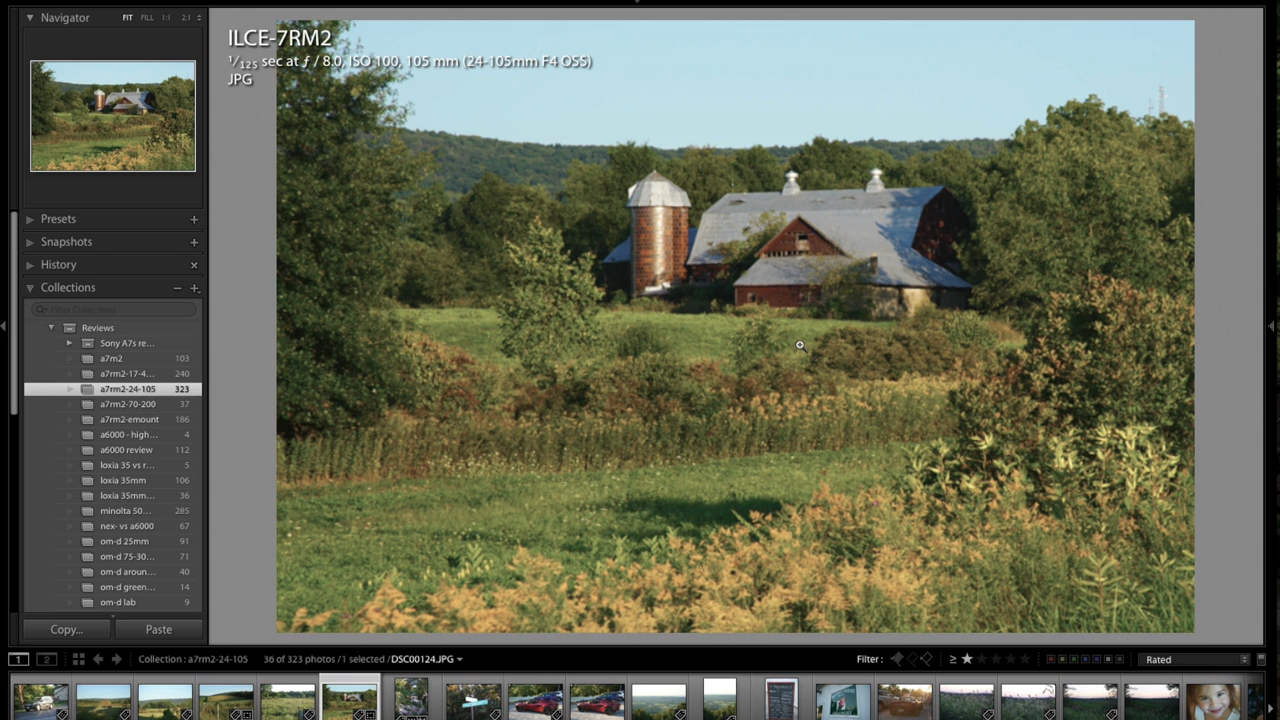 Navigator FIT FILL 1:1 2:1
ILCE-7RM2
1/125 sec at ƒ / 8.0, ISO 100, 105 mm (24-105mm F4 OSS)
JPG
Presets
Snapshots
History
Collections
Filter Collections
Reviews
Sony A7s re...
a7m2 103
a7rm2-17-4... 240
a7rm2-24-105 323
a7rm2-70-200 37
a7rm2-emount 186
a6000 - high... 4
a6000 review 112
loxia 35 vs r... 5
loxia 35mm 106
loxia 35mm... 36
minolta 50... 285
nex- vs a6000 67
om-d 25mm 91
om-d 75-30... 71
om-d aroun... 40
om-d green... 14
om-d lab 9
Copy... Paste
1 2 Collection : a7rm2-24-105 36 of 323 photos /1 selected /DSC00124.JPG Filter : ≥ Rated